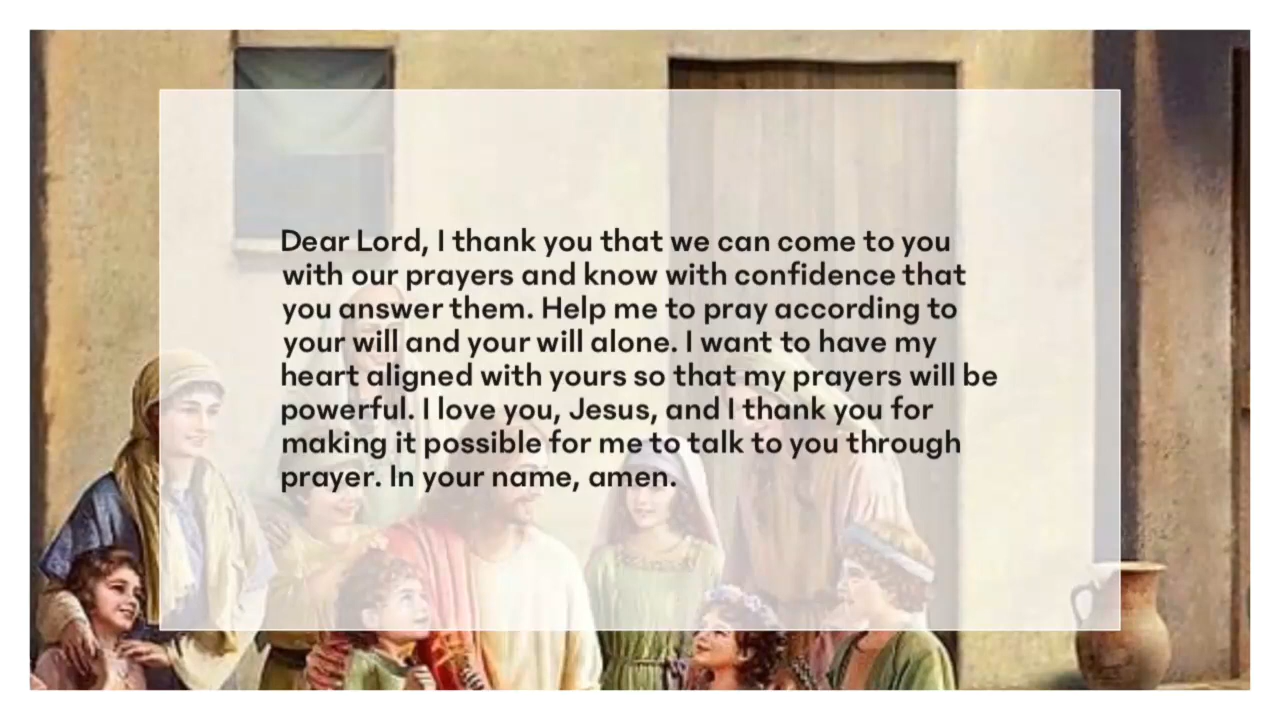 Dear Lord, I thank you that we can come to you
with our prayers and know with confidence that
you answer them. Help me to pray according to
your will and your will alone. I want to have my
heart aligned with yours so that my prayers will be
powerful. I love you, Jesus, and I thank you for
making it possible for me to talk to you through
prayer. In your name, amen.